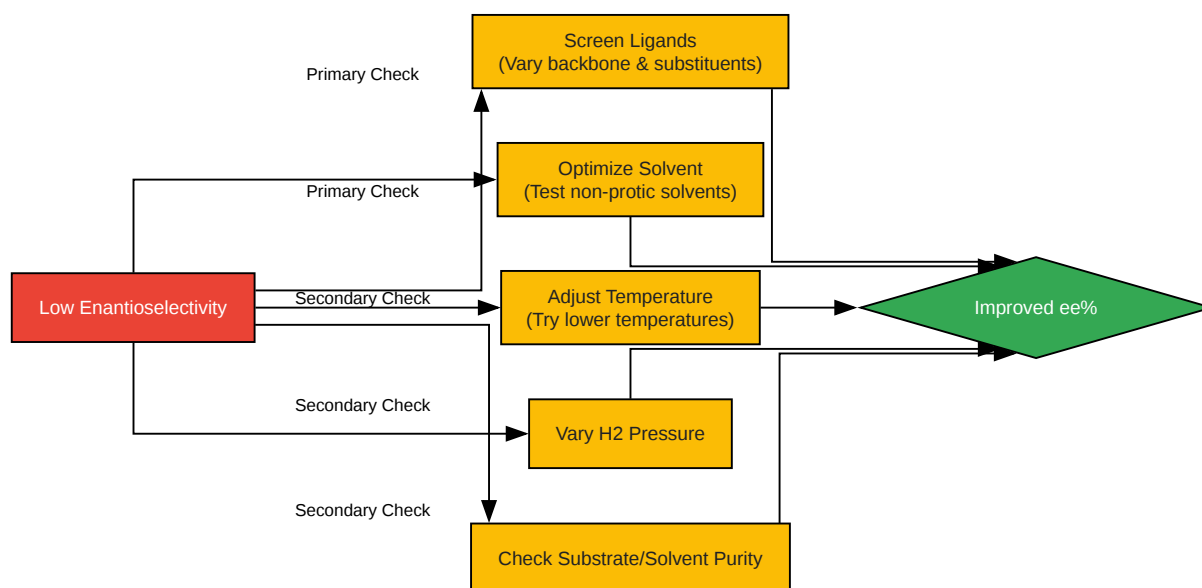 Screen Ligands
(Vary backbone & substituents)
Primary Check
Optimize Solvent
(Test non-protic solvents)
Primary Check
Low Enantioselectivity
Secondary Check
Adjust Temperature
(Try lower temperatures)
Improved ee%
Secondary Check
Vary H2 Pressure
Secondary Check
Check Substrate/Solvent Purity